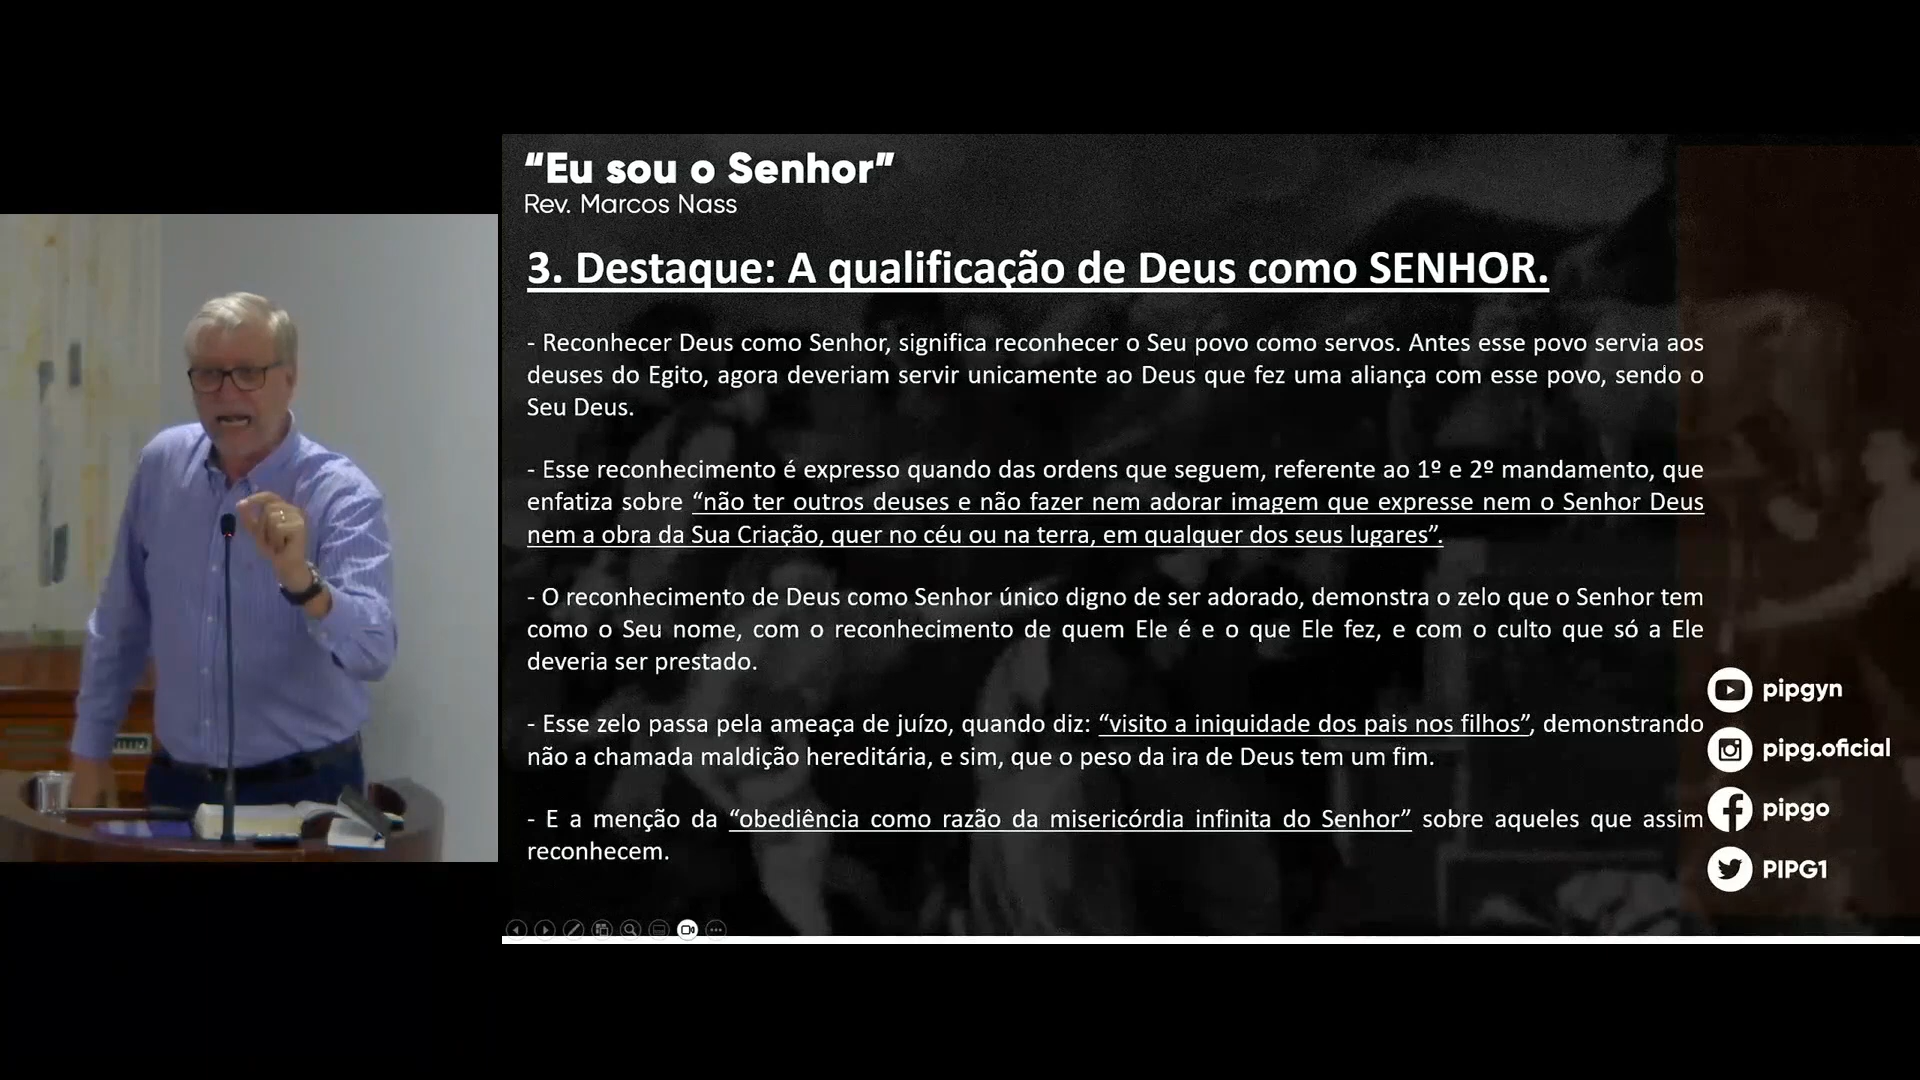 “Eu sou o Senhor”
Rev. Marcos Nass
3. Destaque: A qualificação de Deus como SENHOR.
- Reconhecer Deus como Senhor, significa reconhecer o Seu povo como servos. Antes esse povo servia aos
deuses do Egito, agora deveriam servir unicamente ao Deus que fez uma aliança com esse povo, sendo o
Seu Deus.
- Esse reconhecimento é expresso quando das ordens que seguem, referente ao 1º e 2º mandamento, que
enfatiza sobre “não ter outros deuses e não fazer nem adorar imagem que expresse nem o Senhor Deus
nem a obra da Sua Criação, quer no céu ou na terra, em qualquer dos seus lugares”.
- O reconhecimento de Deus como Senhor único digno de ser adorado, demonstra o zelo que o Senhor tem
como o Seu nome, com o reconhecimento de quem Ele é e o que Ele fez, e com o culto que só a Ele
deveria ser prestado.
- Esse zelo passa pela ameaça de juízo, quando diz: “visito a iniquidade dos pais nos filhos”, demonstrando
não a chamada maldição hereditária, e sim, que o peso da ira de Deus tem um fim.
- E a menção da “obediência como razão da misericórdia infinita do Senhor” sobre aqueles que assim
reconhecem.
pipgyn
pipg.oficial
pipgo
PIPG1